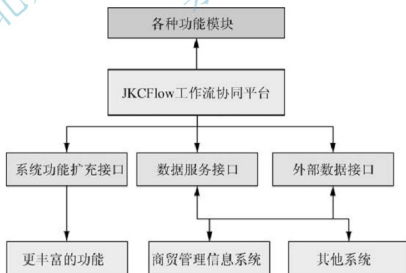 各种功能模块
JKCFlow工作流协同平台
系统功能扩充接口
数据服务接口
外部数据接口
更丰富的功能
商贸管理信息系统
其他系统